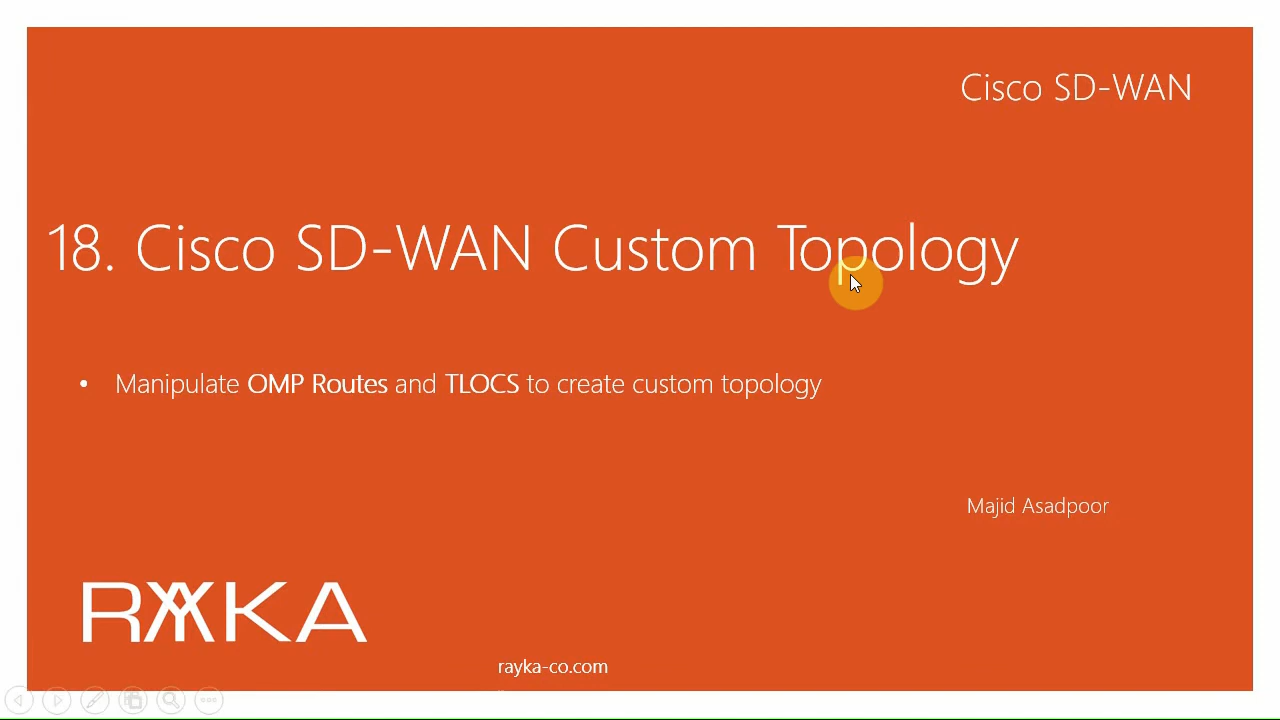 Cisco SD-WAN
18. Cisco SD-WAN Custom Topology
• Manipulate OMP Routes and TLOCS to create custom topology
Majid Asadpoor
RAYKA
rayka-co.com